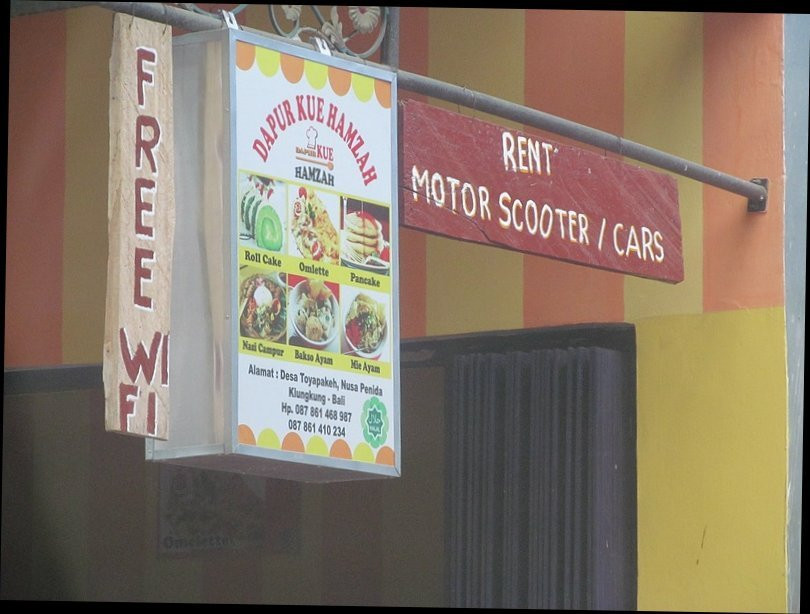 FREE
WI
FI
DAPUR KUE HAMZAH
DAPUR
KUE
HAMZAH
Roll Cake
Omlette
Pancake
Nasi Campur
Bakso Ayam
Mie Ayam
Alamat : Desa Toyapakeh, Nusa Penida
Klungkung - Bali
Hp. 087 861 468 987
087 861 410 234
HALAL
RENT
MOTOR SCOOTER / CARS
Omelette